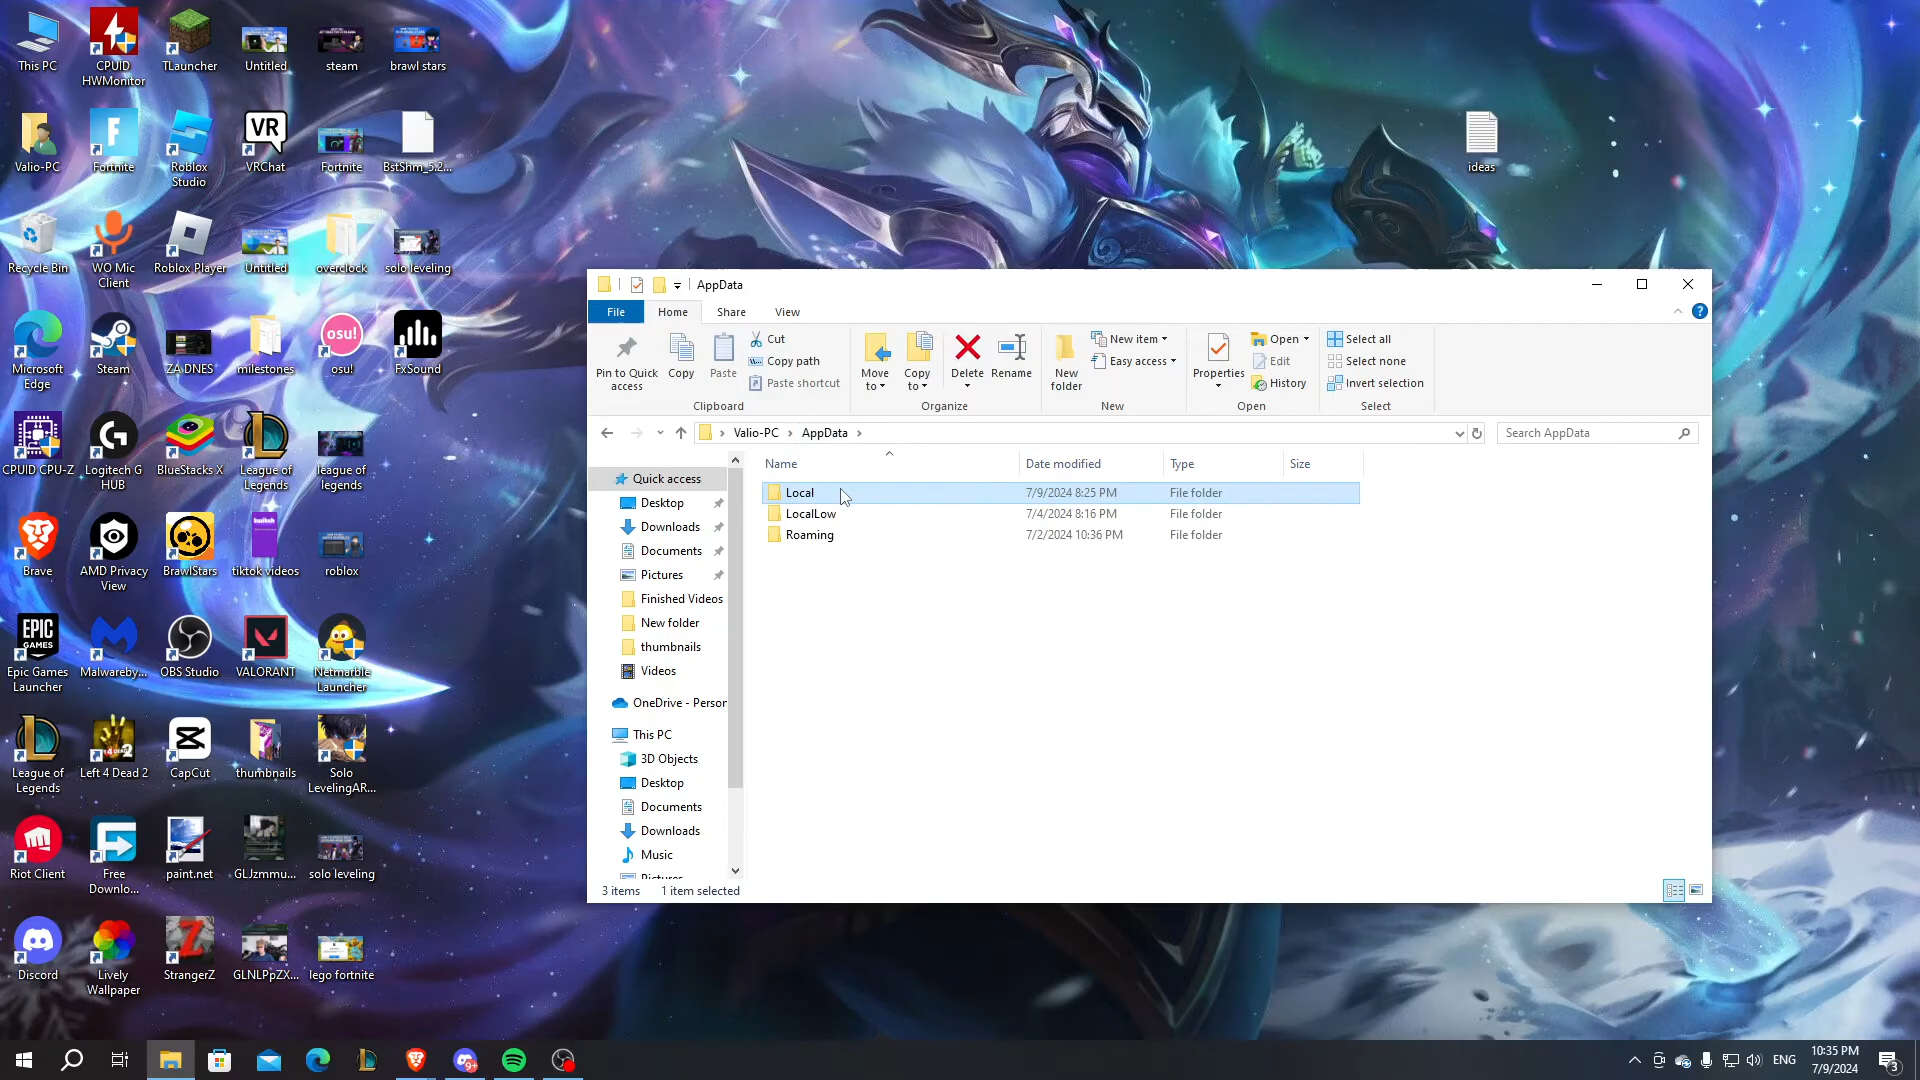 This PC
CPUID
HWMonitor
TLauncher
Untitled
steam
brawl stars
Valio-PC
Fortnite
Roblox
Studio
VR
VRChat
Fortnite
BstShm_5.2...
ideas
Recycle Bin
WO Mic
Client
Roblox Player
Untitled
overclock
solo leveling
Microsoft
Edge
Steam
ZA DNES
milestones
osu!
osu!
FxSound
CPUID CPU-Z
Logitech G
HUB
BlueStacks X
League of
Legends
league of
legends
Brave
AMD Privacy
View
BrawlStars
twitch
tiktok videos
roblox
EPIC
GAMES
Epic Games
Launcher
Malwareby...
OBS Studio
VALORANT
Netmarble
Launcher
League of
Legends
Left 4 Dead 2
CapCut
thumbnails
Solo
LevelingAR...
Riot Client
Free
Downlo...
paint.net
GLJzmmu...
solo leveling
Discord
Lively
Wallpaper
StrangerZ
GLNLPpZX...
lego fortnite
AppData
File
Home
Share
View
Pin to Quick
access
Copy
Paste
Cut
Copy path
Paste shortcut
Clipboard
Move
to
Copy
to
Delete
Rename
Organize
New
folder
New item
Easy access
New
Properties
Open
Edit
History
Open
Select all
Select none
Invert selection
Select
Valio-PC > AppData >
Search AppData
Name
Date modified
Type
Size
Local 7/9/2024 8:25 PM File folder
LocalLow 7/4/2024 8:16 PM File folder
Roaming 7/2/2024 10:36 PM File folder
Quick access
Desktop
Downloads
Documents
Pictures
Finished Videos
New folder
thumbnails
Videos
OneDrive - Person
This PC
3D Objects
Desktop
Documents
Downloads
Music
Pictures
3 items 1 item selected
9+
ENG
10:35 PM
7/9/2024
3